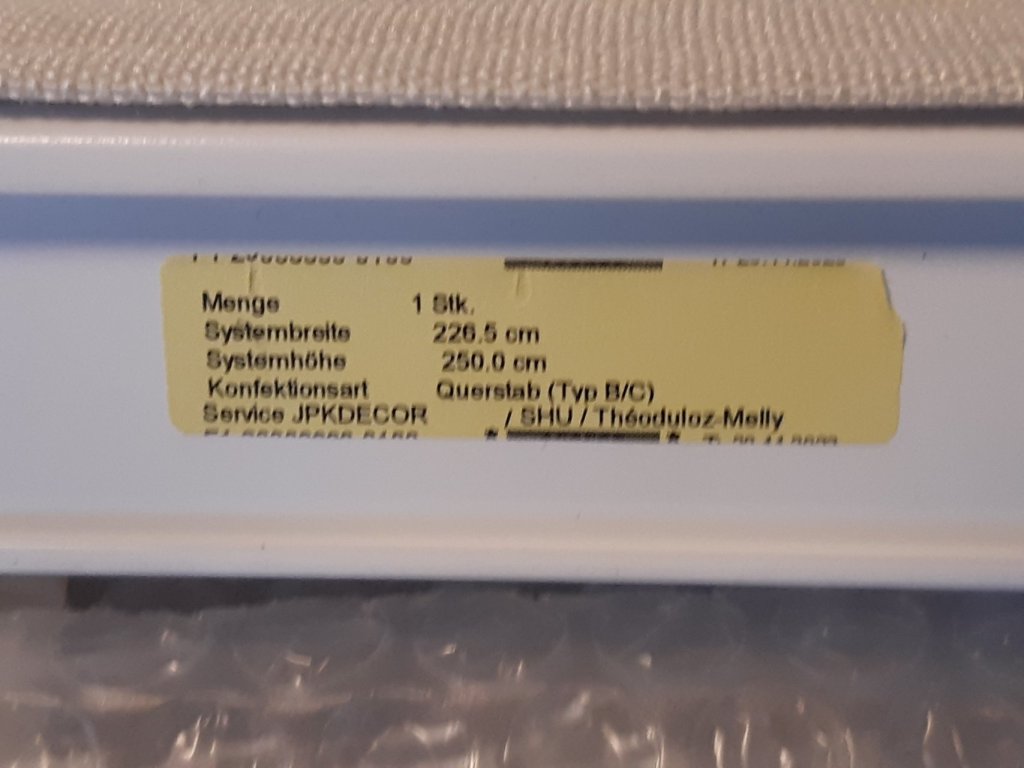 Menge 1 Stk.
Systembreite 226.5 cm
Systemhöhe 250.0 cm
Konfektionsart Querstab (Typ B/C)
Service JPKDECOR / SHU / Théoduloz-Melly